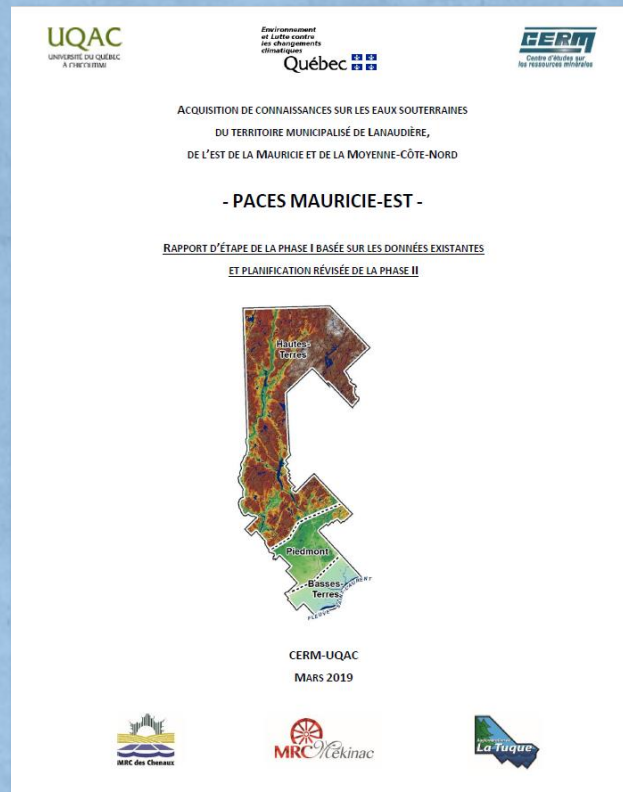 UQAC
UNIVERSITÉ DU QUÉBEC
À CHICOUTIMI
Environnement
et Lutte contre
les changements
climatiques
Québec
CERM
Centre d'études sur
les ressources minérales
ACQUISITION DE CONNAISSANCES SUR LES EAUX SOUTERRAINES
DU TERRITOIRE MUNICIPALISÉ DE LANAUDIÈRE,
DE L'EST DE LA MAURICIE ET DE LA MOYENNE-CÔTE-NORD
- PACES MAURICIE-EST -
RAPPORT D'ÉTAPE DE LA PHASE I BASÉE SUR LES DONNÉES EXISTANTES
ET PLANIFICATION RÉVISÉE DE LA PHASE II
Hautes-
Terres
Piedmont
Basses-
Terres
FLEUVE SAINT-LAURENT
CERM-UQAC
MARS 2019
MRC des Chenaux
MRC Mékinac
La Tuque